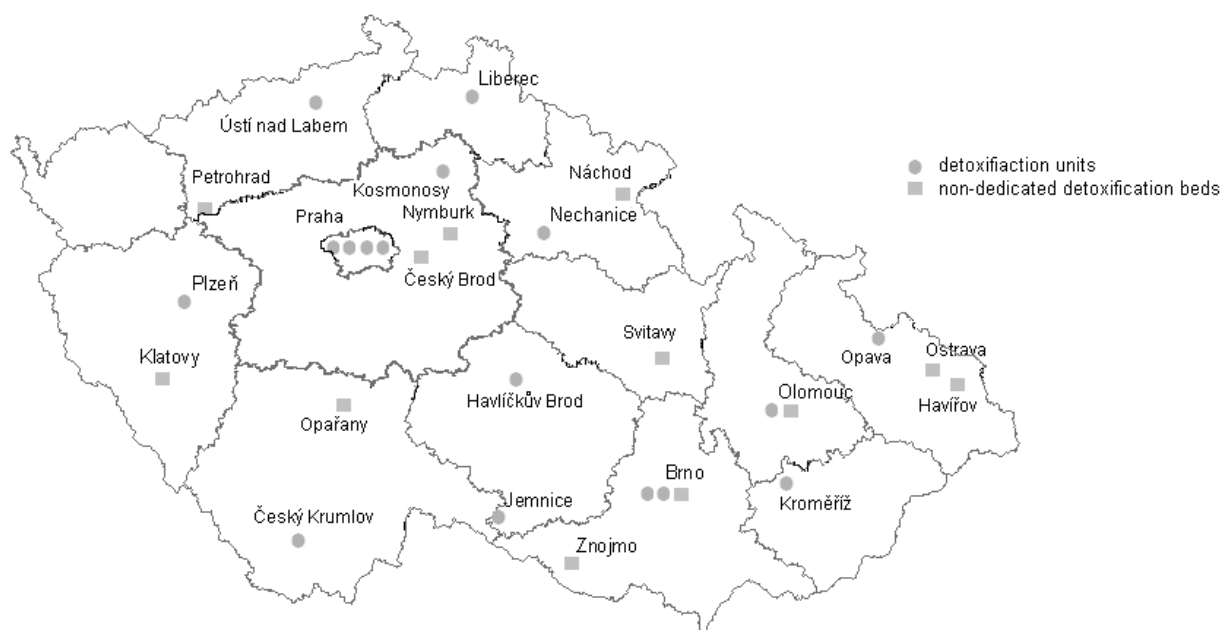 Liberec
Ústí nad Labem
detoxifiaction units
Petrohrad
Kosmonosy
Náchod
non-dedicated detoxification beds
Praha
Nymburk
Nechanice
Český Brod
Plzeň
Svitavy
Klatovy
Opava
Ostrava
Havlíčkův Brod
Olomouc
Havířov
Opařany
Brno
Jemnice
Kroměříž
Český Krumlov
Znojmo